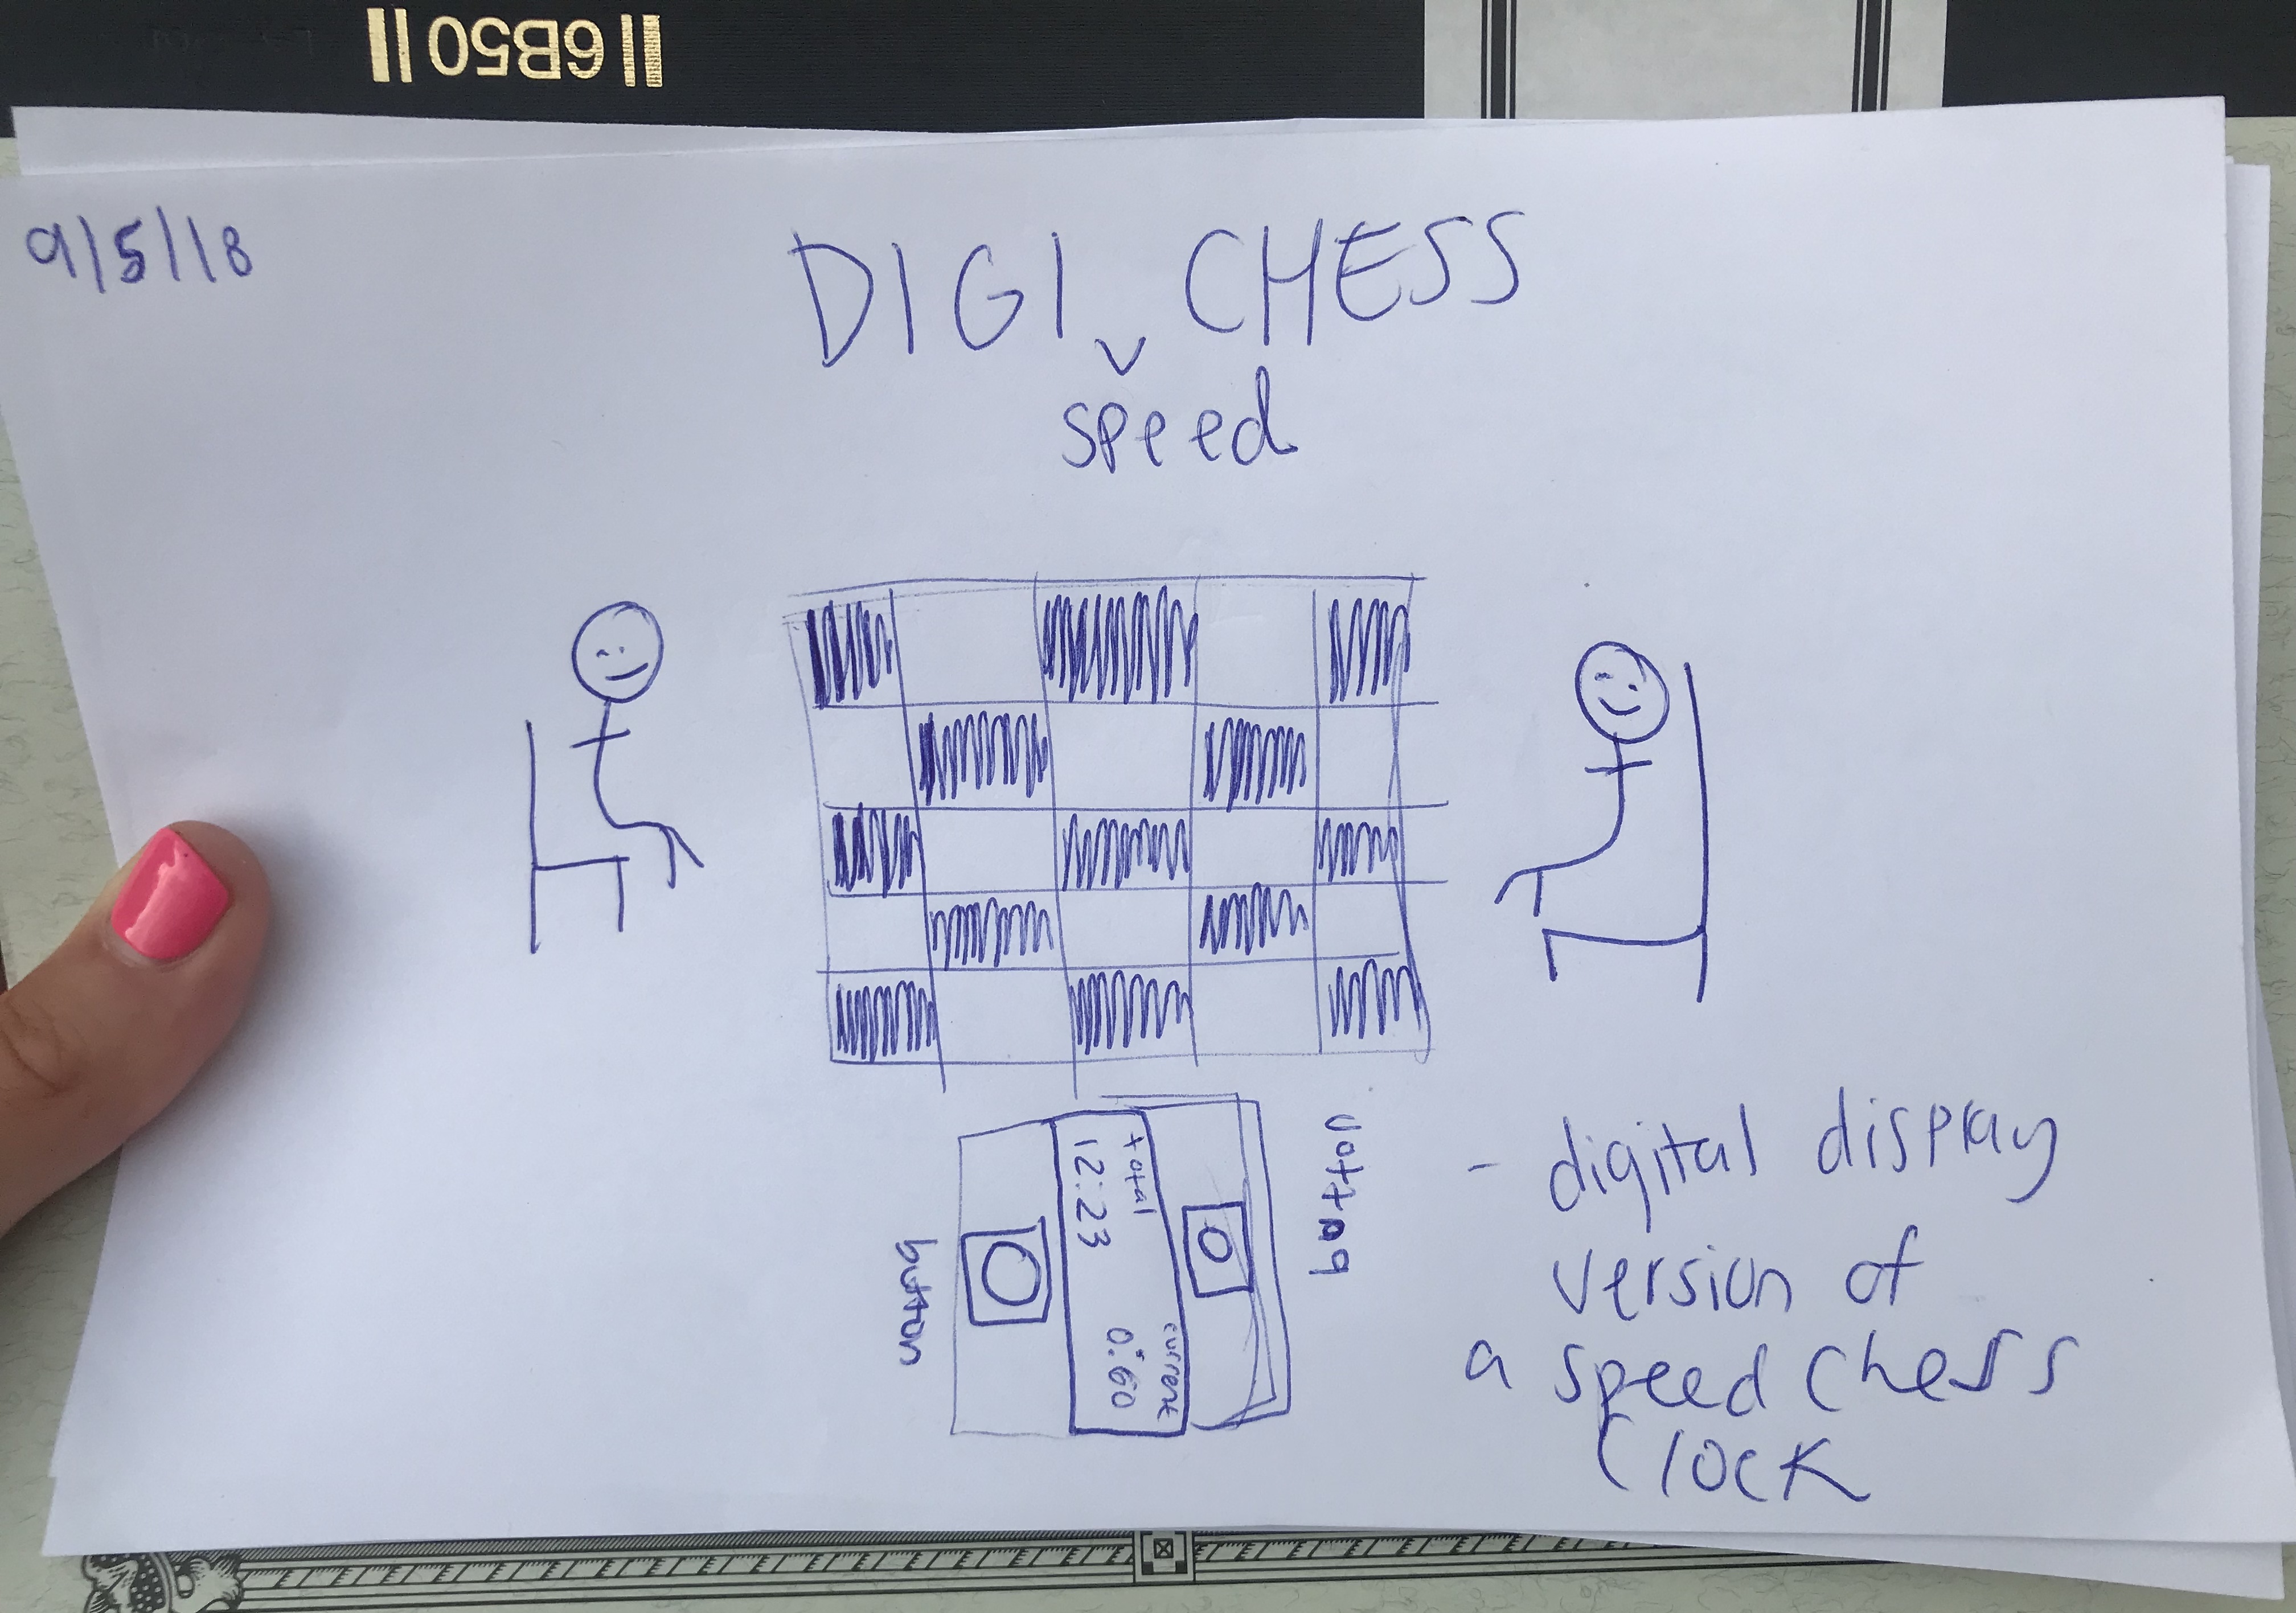 || 6B50 ||
9/5/18
DIGI CHESS
speed
total
12:23
current
0:60
button
button
- digital display
version of
a speed chess
clock